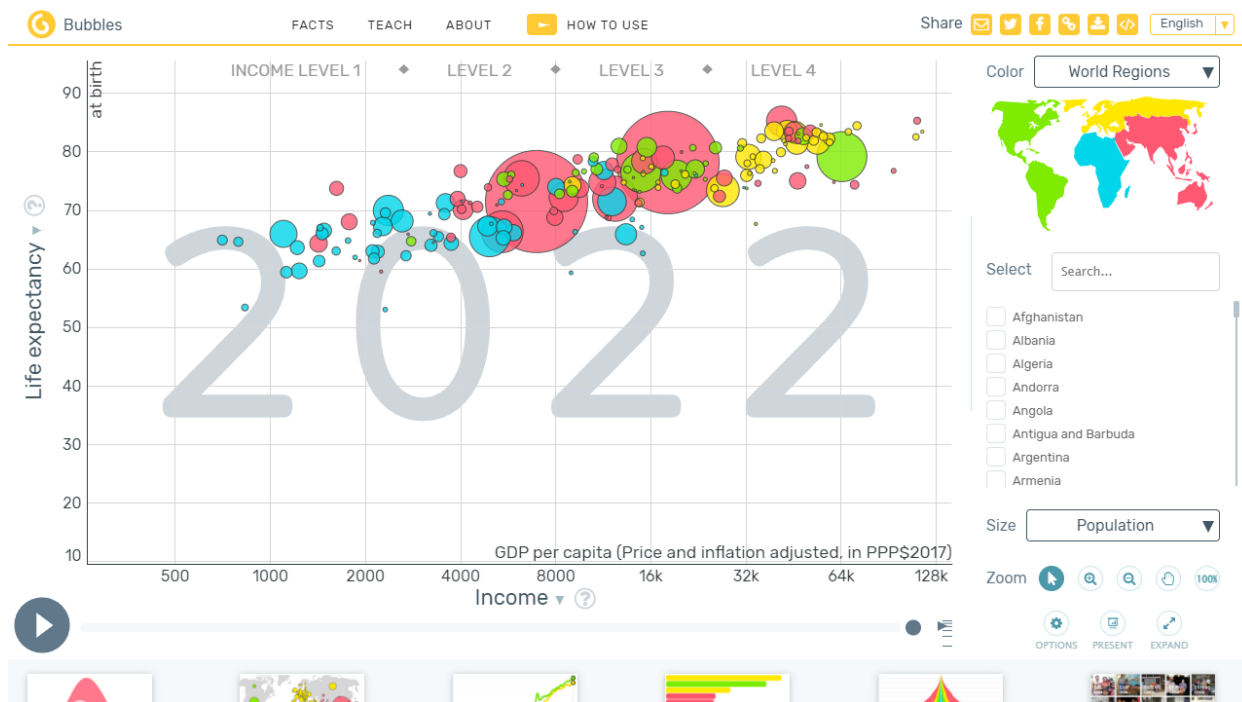 Bubbles
FACTS TEACH ABOUT HOW TO USE
Share English
INCOME LEVEL 1 LEVEL 2 LEVEL 3 LEVEL 4
at birth
Life expectancy ?
90
80
70
60
50
40
30
20
10
2022
GDP per capita (Price and inflation adjusted, in PPP$2017)
500 1000 2000 4000 8000 16k 32k 64k 128k
Income ?
Color World Regions
Select Search...
Afghanistan
Albania
Algeria
Andorra
Angola
Antigua and Barbuda
Argentina
Armenia
Size Population
Zoom 100%
OPTIONS PRESENT EXPAND